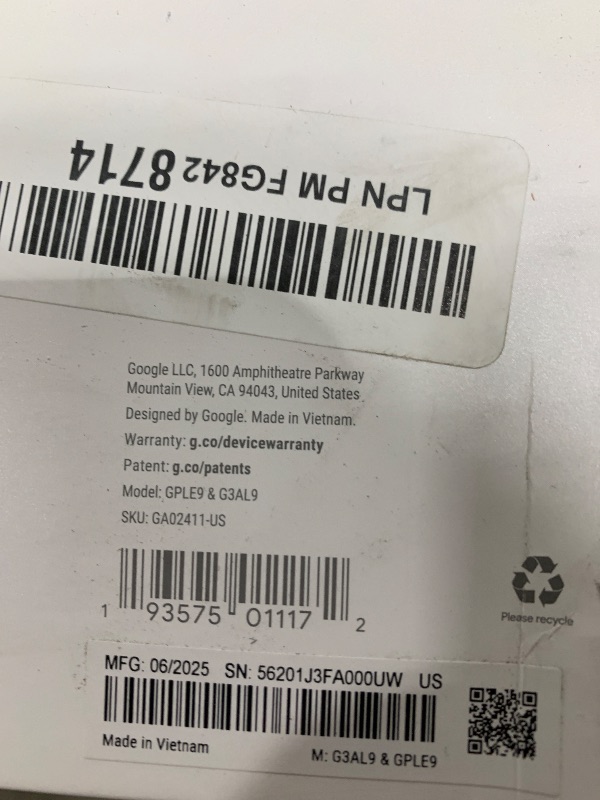 LPN PM FG842 8714
Google LLC, 1600 Amphitheatre Parkway
Mountain View, CA 94043, United States
Designed by Google. Made in Vietnam.
Warranty: g.co/devicewarranty
Patent: g.co/patents
Model: GPLE9 & G3AL9
SKU: GA02411-US
1 93575 01117 2
Please recycle
MFG: 06/2025 SN: 56201J3FA000UW US
Made in Vietnam
M: G3AL9 & GPLE9